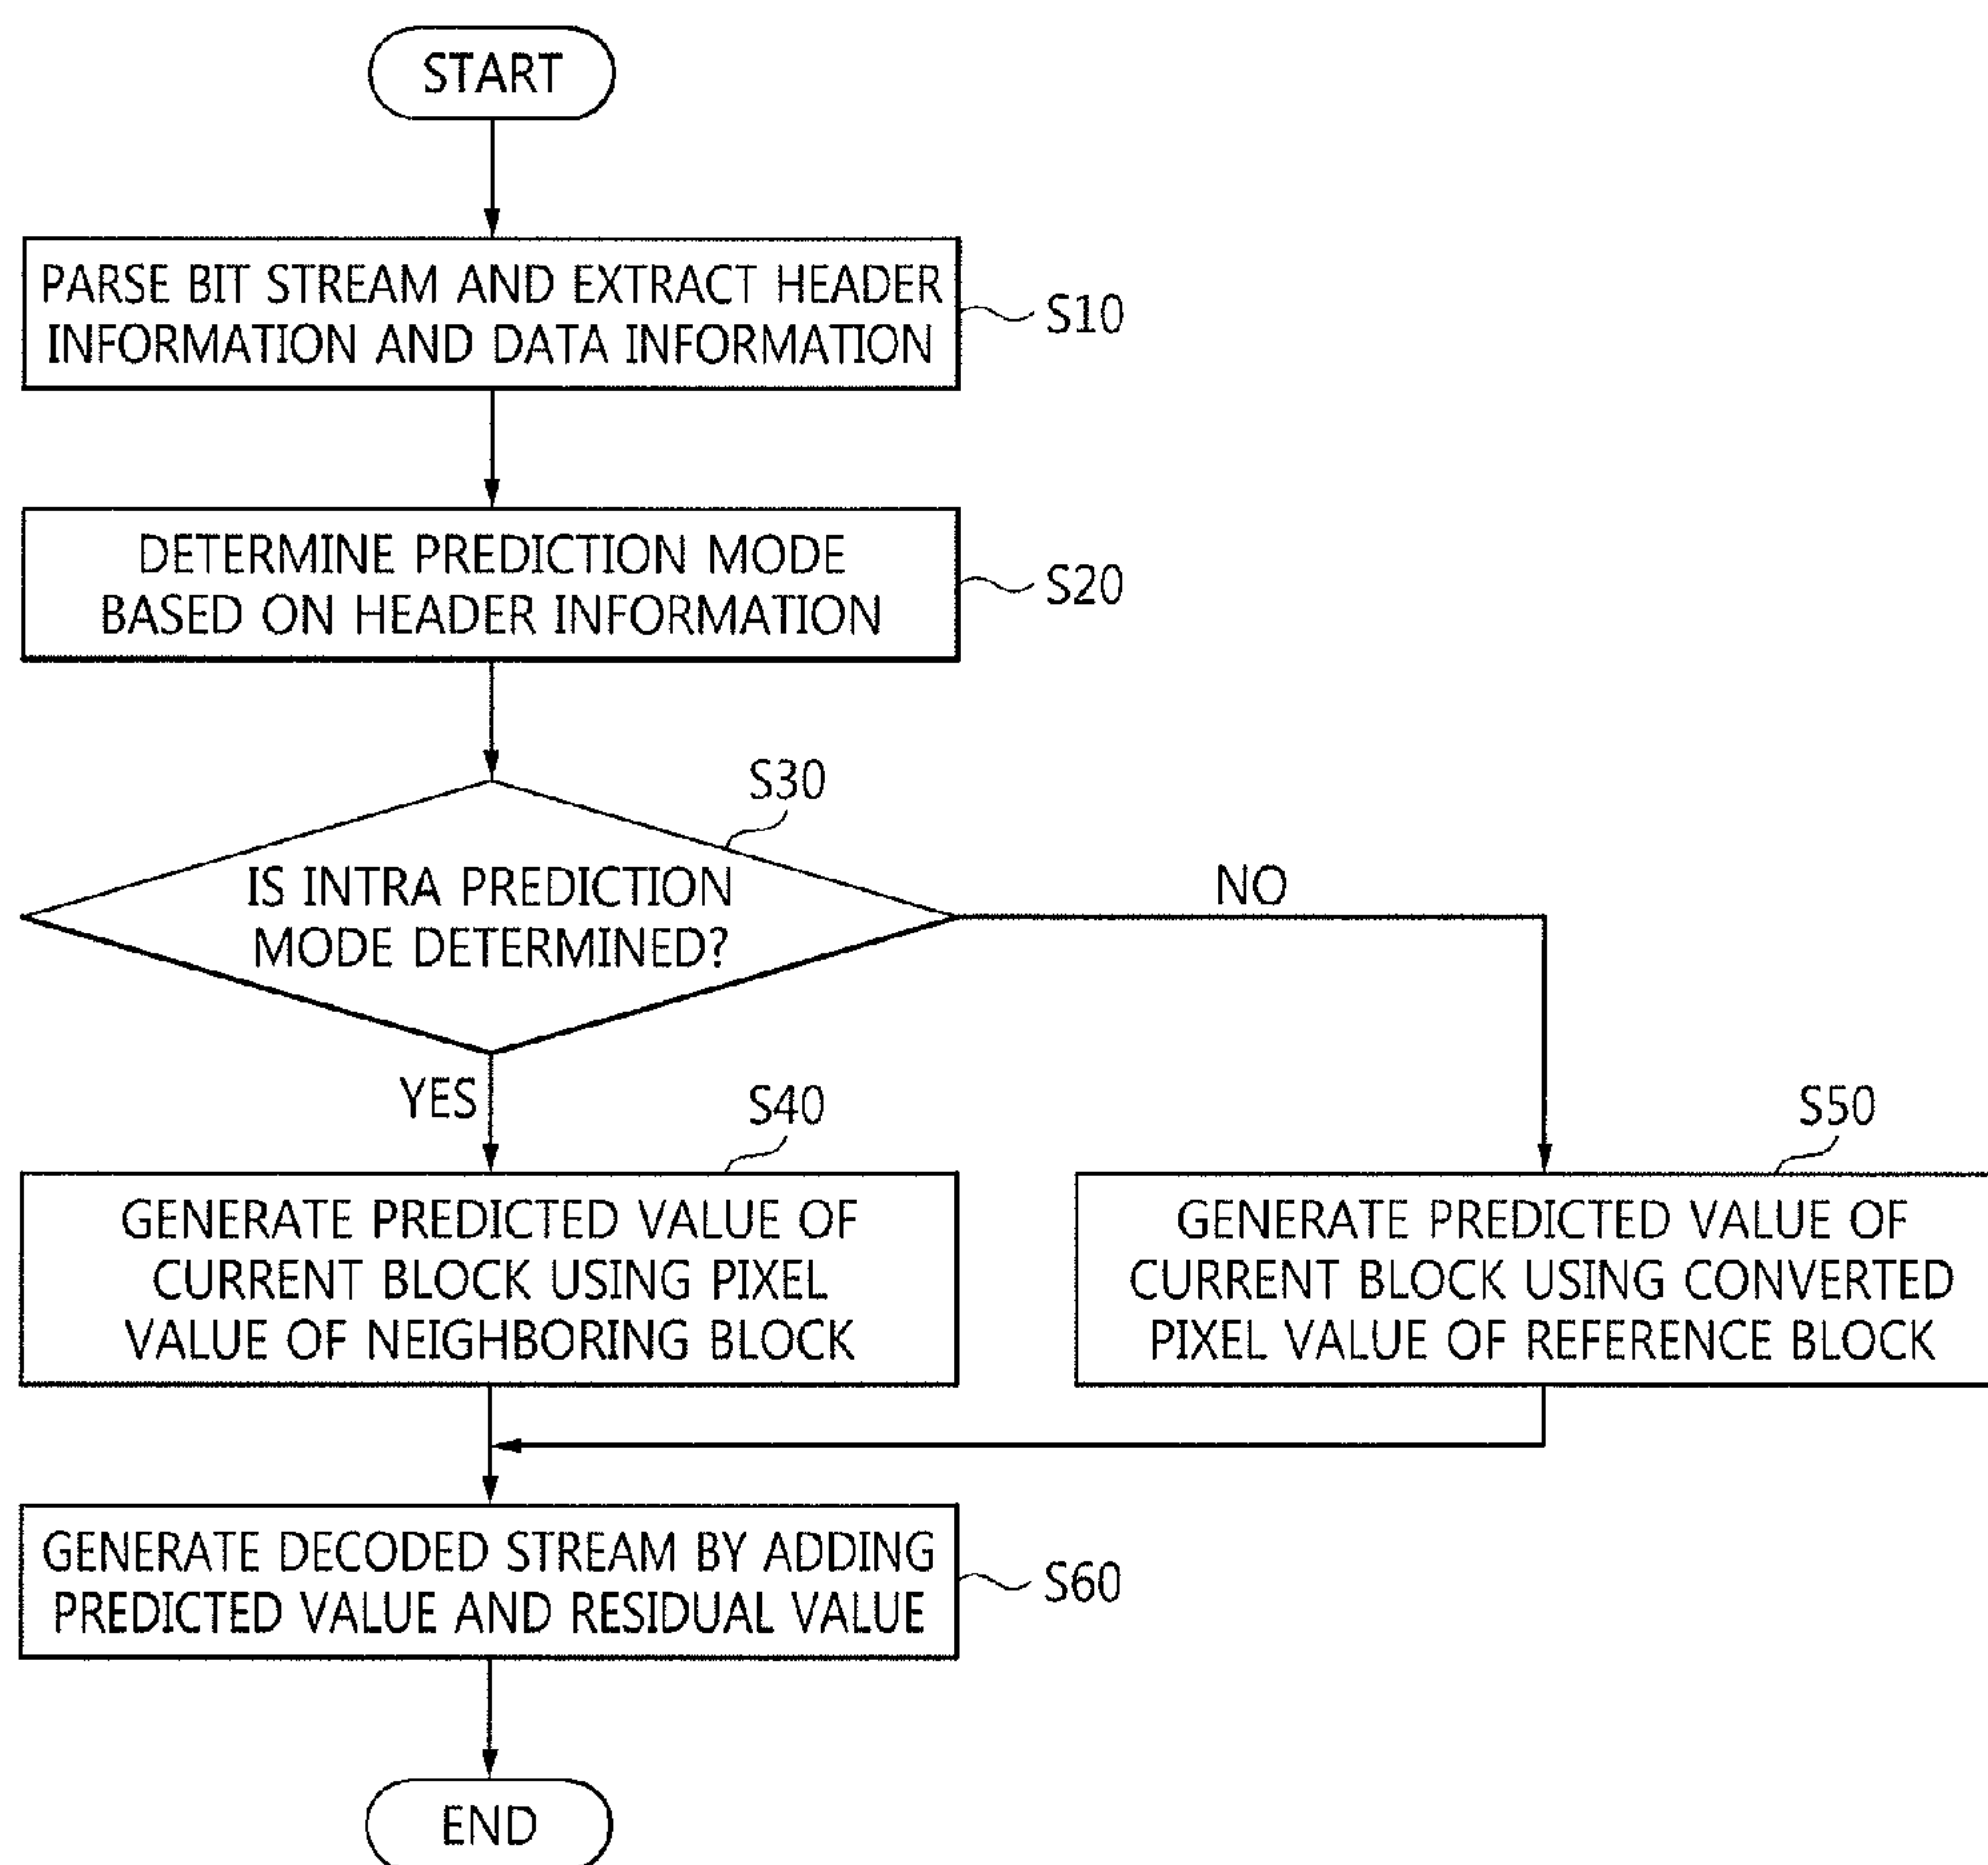 START
PARSE BIT STREAM AND EXTRACT HEADER
INFORMATION AND DATA INFORMATION
S10
DETERMINE PREDICTION MODE
BASED ON HEADER INFORMATION
S20
S30
IS INTRA PREDICTION
MODE DETERMINED?
NO
YES
S40
GENERATE PREDICTED VALUE OF
CURRENT BLOCK USING PIXEL
VALUE OF NEIGHBORING BLOCK
S50
GENERATE PREDICTED VALUE OF
CURRENT BLOCK USING CONVERTED
PIXEL VALUE OF REFERENCE BLOCK
GENERATE DECODED STREAM BY ADDING
PREDICTED VALUE AND RESIDUAL VALUE
S60
END